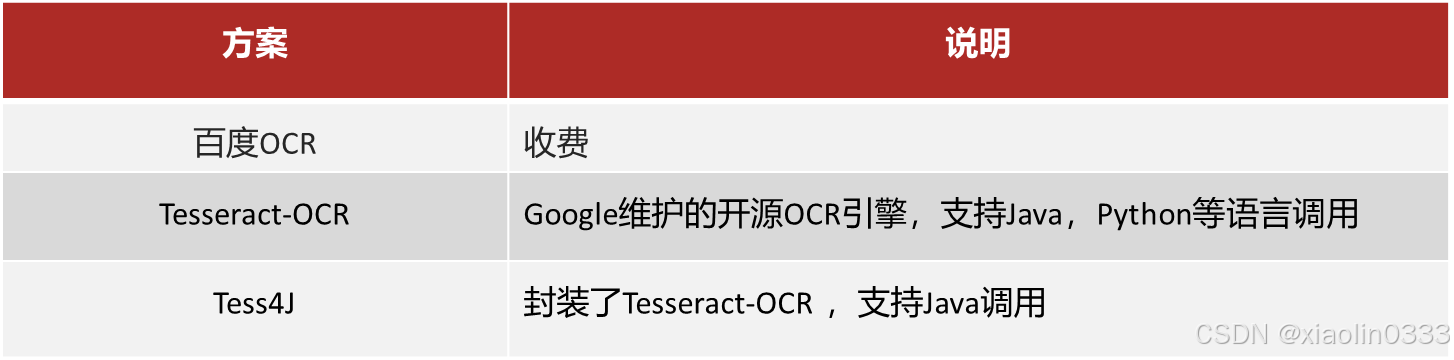 方案 说明
百度OCR 收费
Tesseract-OCR Google维护的开源OCR引擎，支持Java，Python等语言调用
Tess4J 封装了Tesseract-OCR ，支持Java调用
CSDN @xiaolin0333